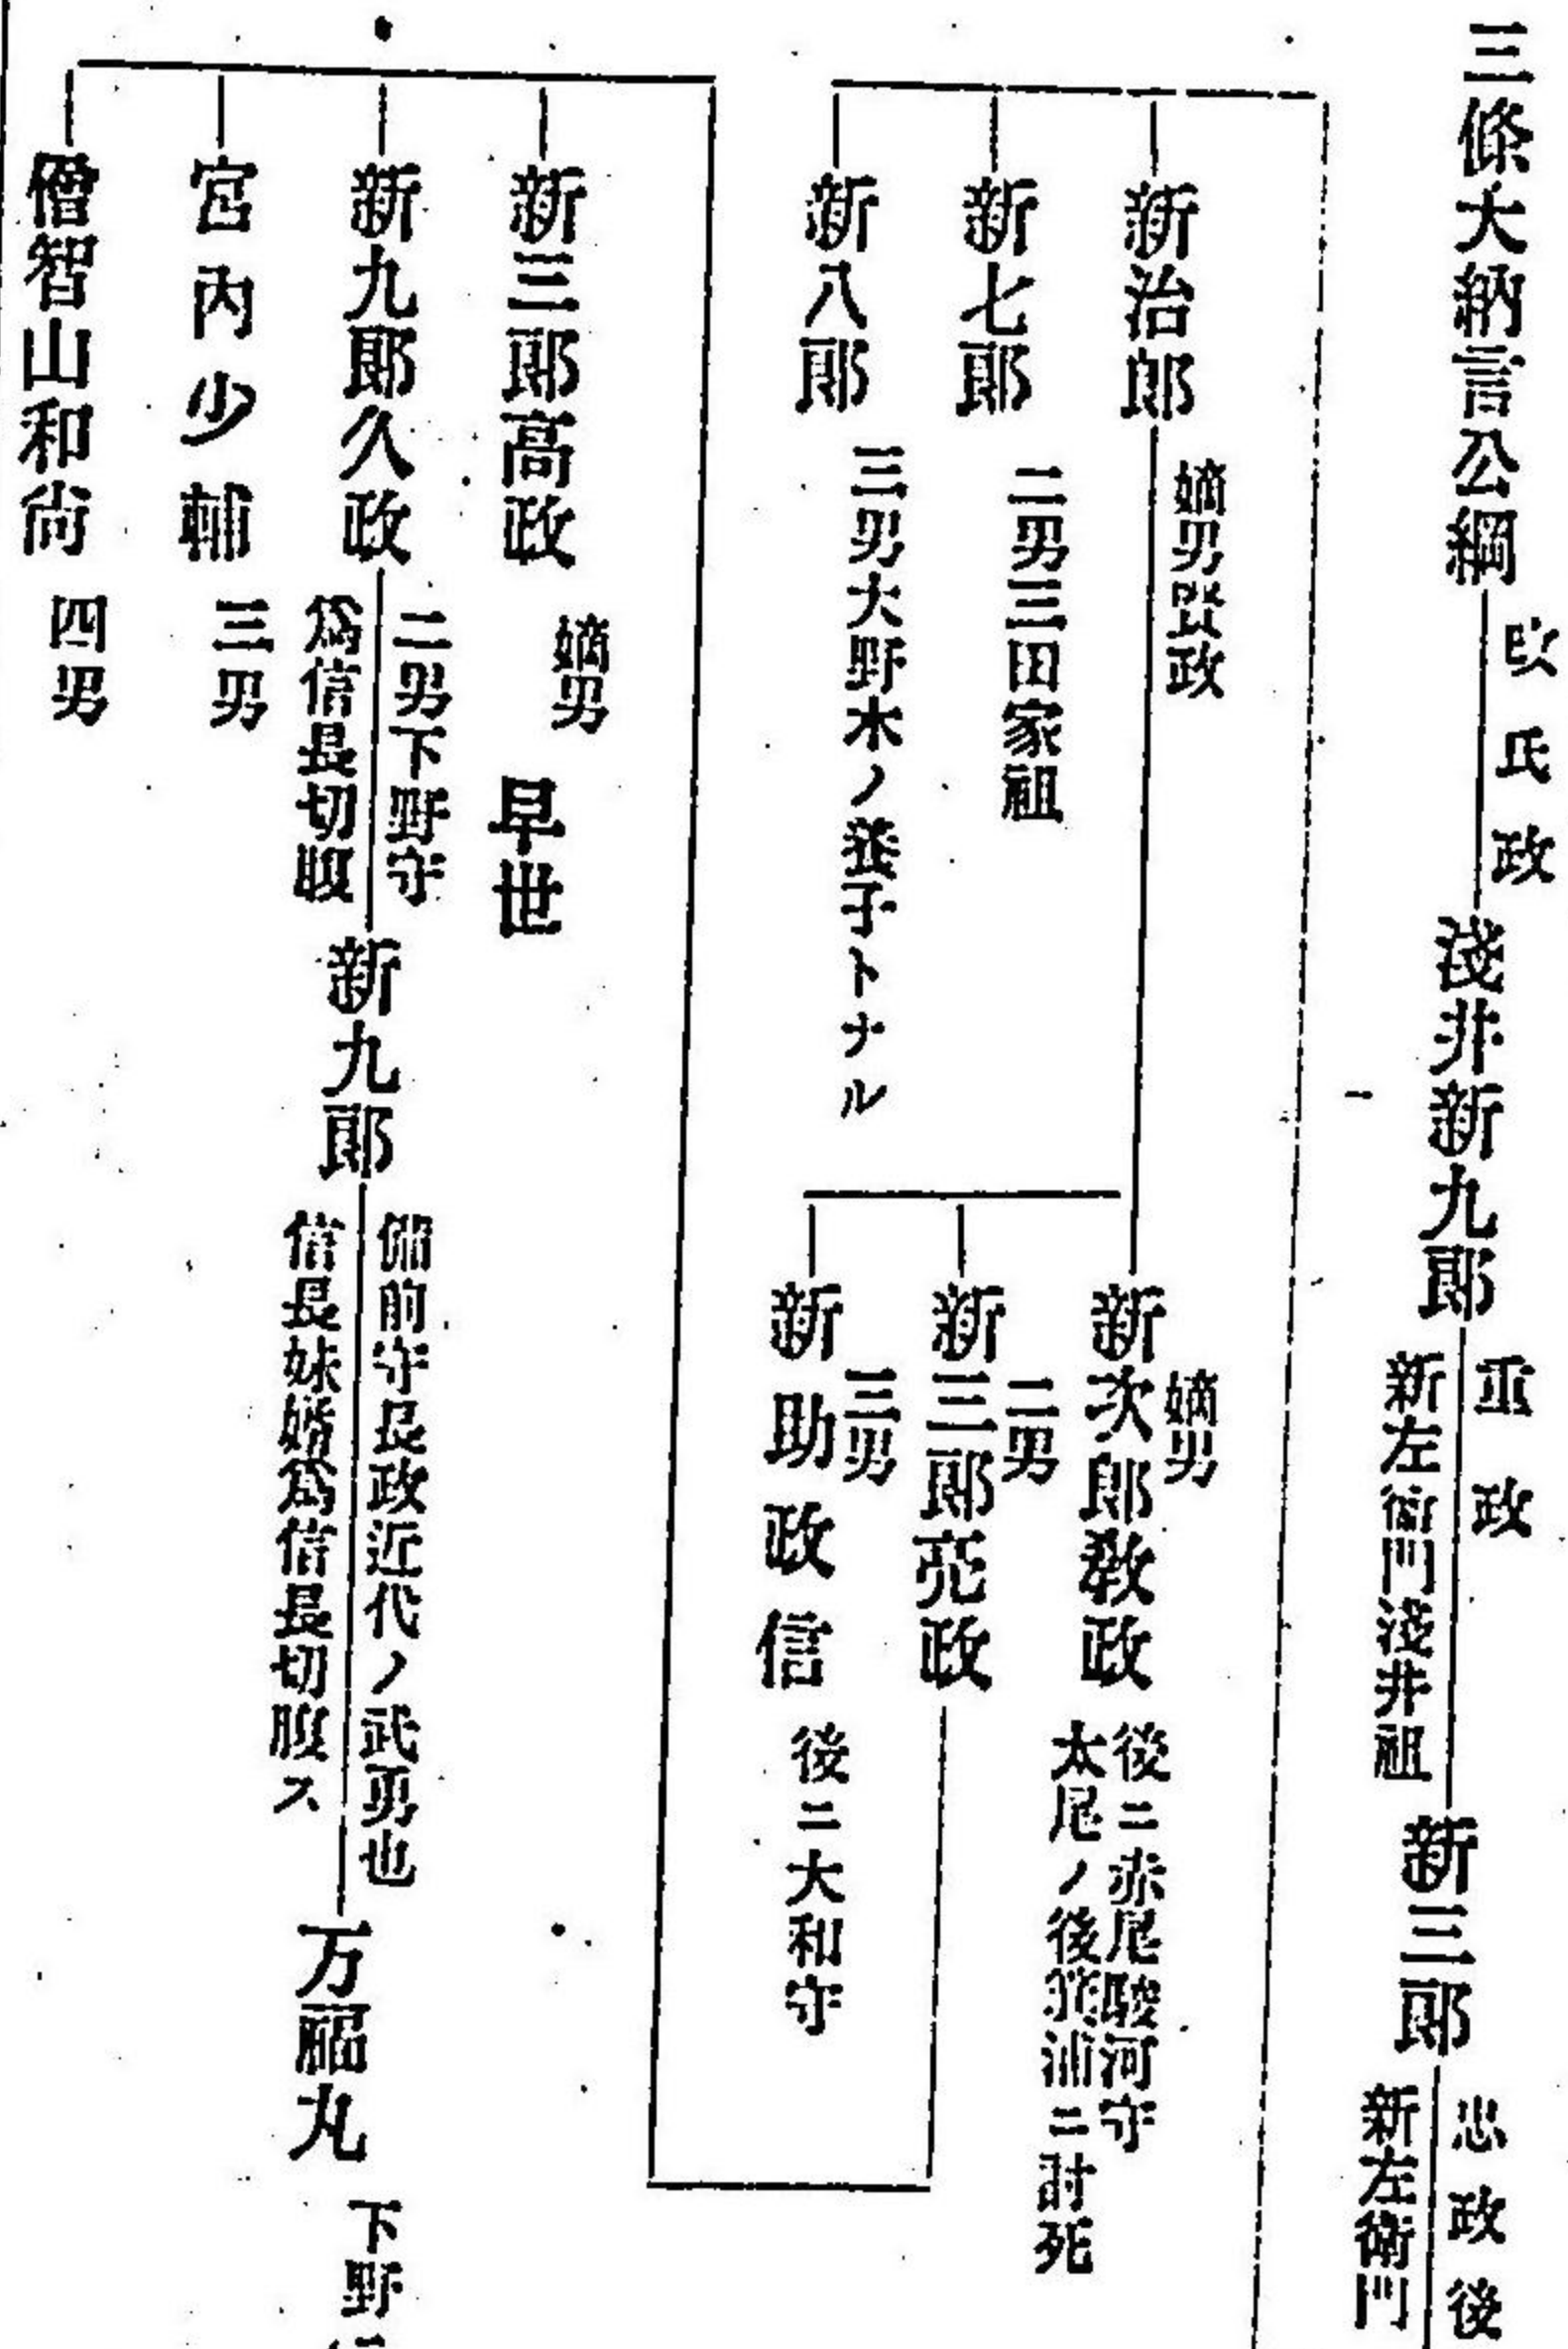 三條大納言公綱
改氏政
淺井新九郎
重政
新左衛門淺井祖
新三郎
忠政後
新左衛門
新治郎
嫡男賢政
新次郎教政
嫡男
後ニ赤尾駿河守
太尾ノ後箕浦ニ討死
新三郎亮政
二男
新助政信
三男
後ニ大和守
新七郎
二男三田家祖
新八郎
三男大野木ノ養子トナル
新三郎高政
嫡男
早世
新九郎久政
二男下野守
爲信長切腹
新九郎
備前守長政近代ノ武勇也
信長妹婿爲信長切腹ス
万福丸
下野
宮内少輔
三男
僧智山和尚
四男